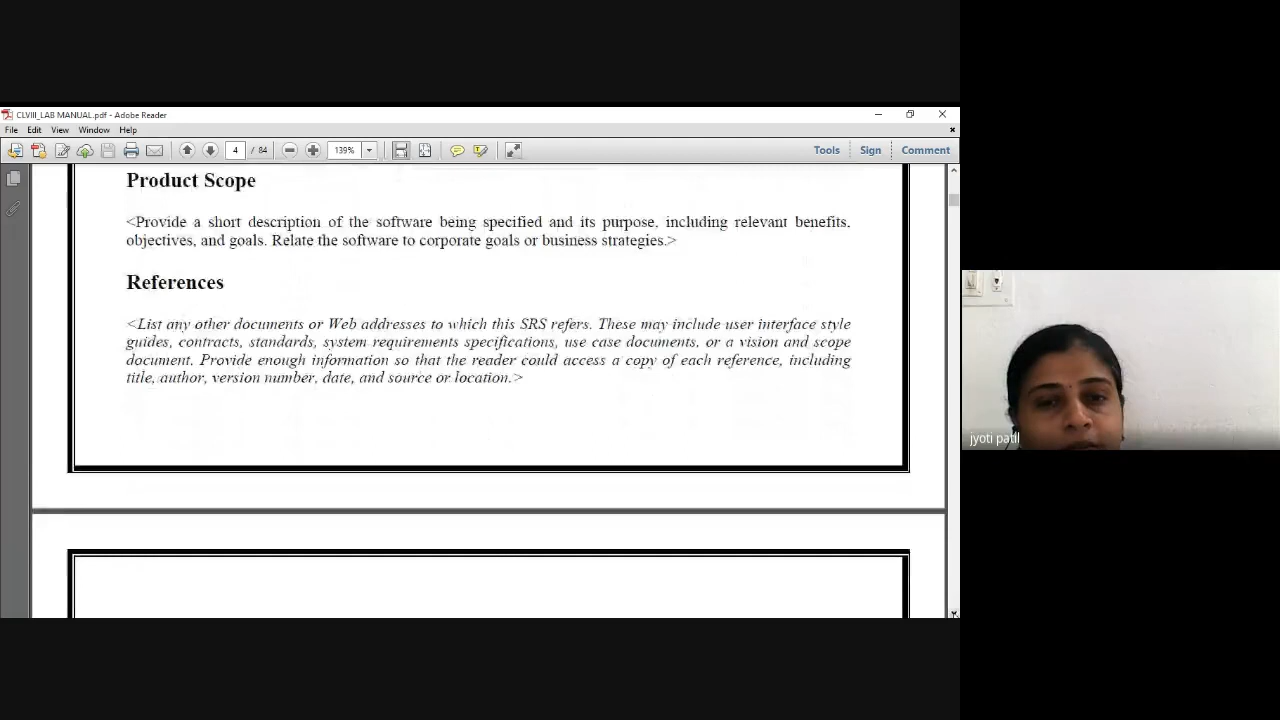 CLVIII_LAB MANUAL.pdf - Adobe Reader
File Edit View Window Help
4 / 84 139% Tools Sign Comment
Product Scope
<Provide a short description of the software being specified and its purpose, including relevant benefits,
objectives, and goals. Relate the software to corporate goals or business strategies.>
References
<List any other documents or Web addresses to which this SRS refers. These may include user interface style
guides, contracts, standards, system requirements specifications, use case documents, or a vision and scope
document. Provide enough information so that the reader could access a copy of each reference, including
title, author, version number, date, and source or location.>
jyoti patil